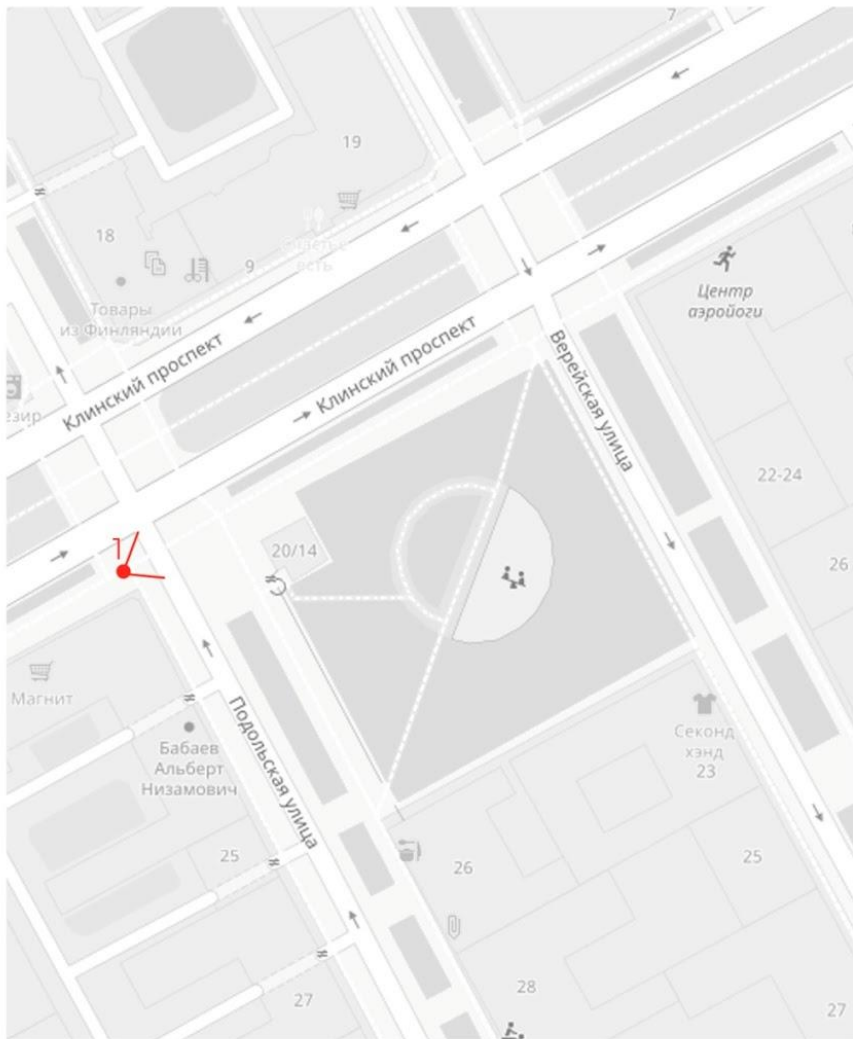 7
19
18
9
счастье
есть
Товары
из Финляндии
Центр
аэройоги
Клинский проспект
Клинский проспект
Верейская улица
22-24
20/14
26
1
Магнит
Бабаев
Альберт
Низамович
Подольская улица
Секонд
хэнд
23
25
26
25
28
27
27